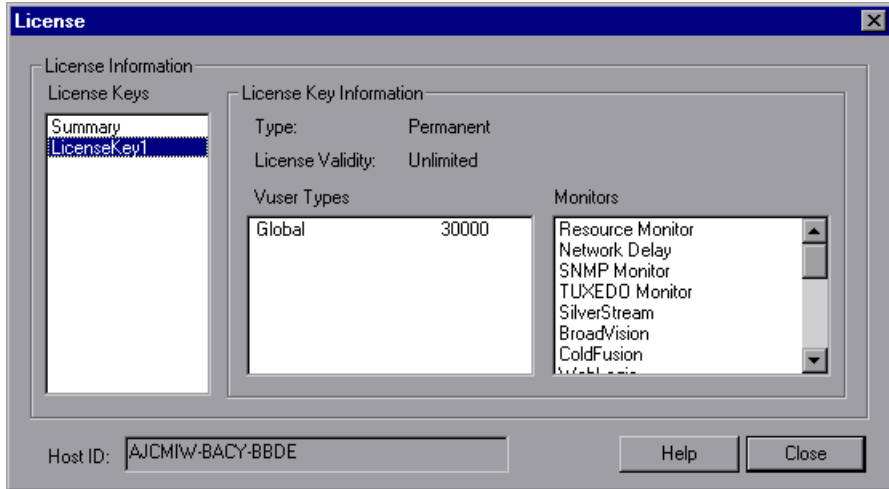 License
License Information
License Keys
Summary
LicenseKey1
License Key Information
Type: Permanent
License Validity: Unlimited
Vuser Types
Global 30000
Monitors
Resource Monitor
Network Delay
SNMP Monitor
TUXEDO Monitor
SilverStream
BroadVision
ColdFusion
Host ID: AJCMIW-BACY-BBDE
Help
Close